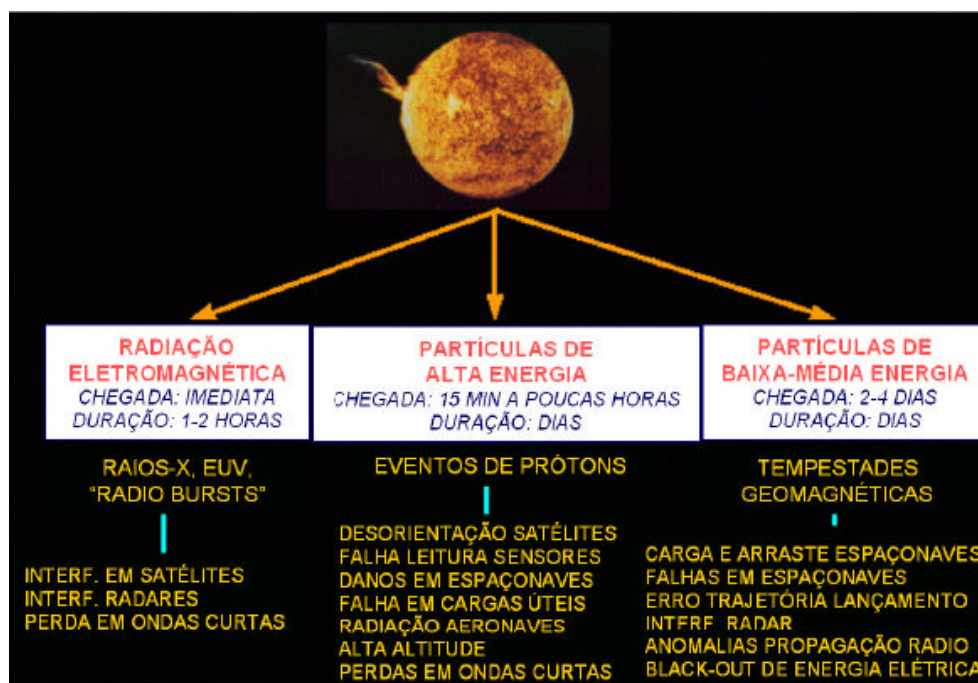 RADIAÇÃO
ELETROMAGNÉTICA
CHEGADA: IMEDIATA
DURAÇÃO: 1-2 HORAS
RAIOS-X, EUV,
“RADIO BURSTS”
INTERF. EM SATÉLITES
INTERF. RADARES
PERDA EM ONDAS CURTAS
PARTÍCULAS DE
ALTA ENERGIA
CHEGADA: 15 MIN A POUCAS HORAS
DURAÇÃO: DIAS
EVENTOS DE PRÓTONS
DESORIENTAÇÃO SATÉLITES
FALHA LEITURA SENSORES
DANOS EM ESPAÇONAVES
FALHA EM CARGAS ÚTEIS
RADIAÇÃO AERONAVES
ALTA ALTITUDE
PERDAS EM ONDAS CURTAS
PARTÍCULAS DE
BAIXA-MÉDIA ENERGIA
CHEGADA: 2-4 DIAS
DURAÇÃO: DIAS
TEMPESTADES
GEOMAGNÉTICAS
CARGA E ARRASTE ESPAÇONAVES
FALHAS EM ESPAÇONAVES
ERRO TRAJETÓRIA LANÇAMENTO
INTERF. RADAR
ANOMALIAS PROPAGAÇÃO RADIO
BLACK-OUT DE ENERGIA ELÉTRICA